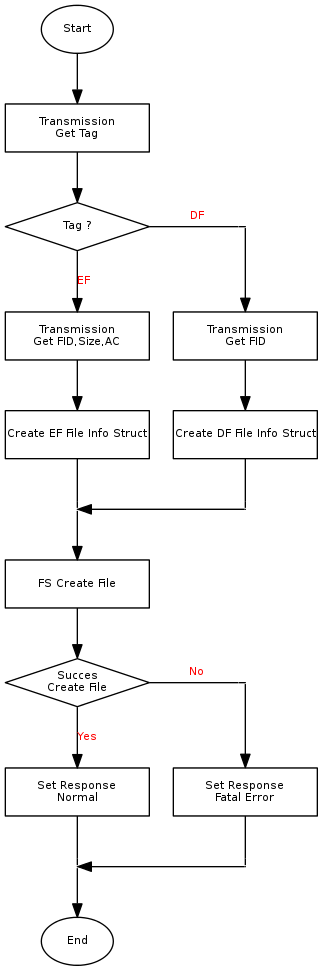 Start
Transmission
Get Tag
Tag ?
DF
EF
Transmission
Get FID,Size,AC
Transmission
Get FID
Create EF File Info Struct
Create DF File Info Struct
FS Create File
Succes
Create File
No
Yes
Set Response
Normal
Set Response
Fatal Error
End